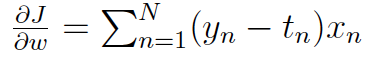 ∂J/∂w = ∑_{n=1}^{N} (y_n − t_n)x_n